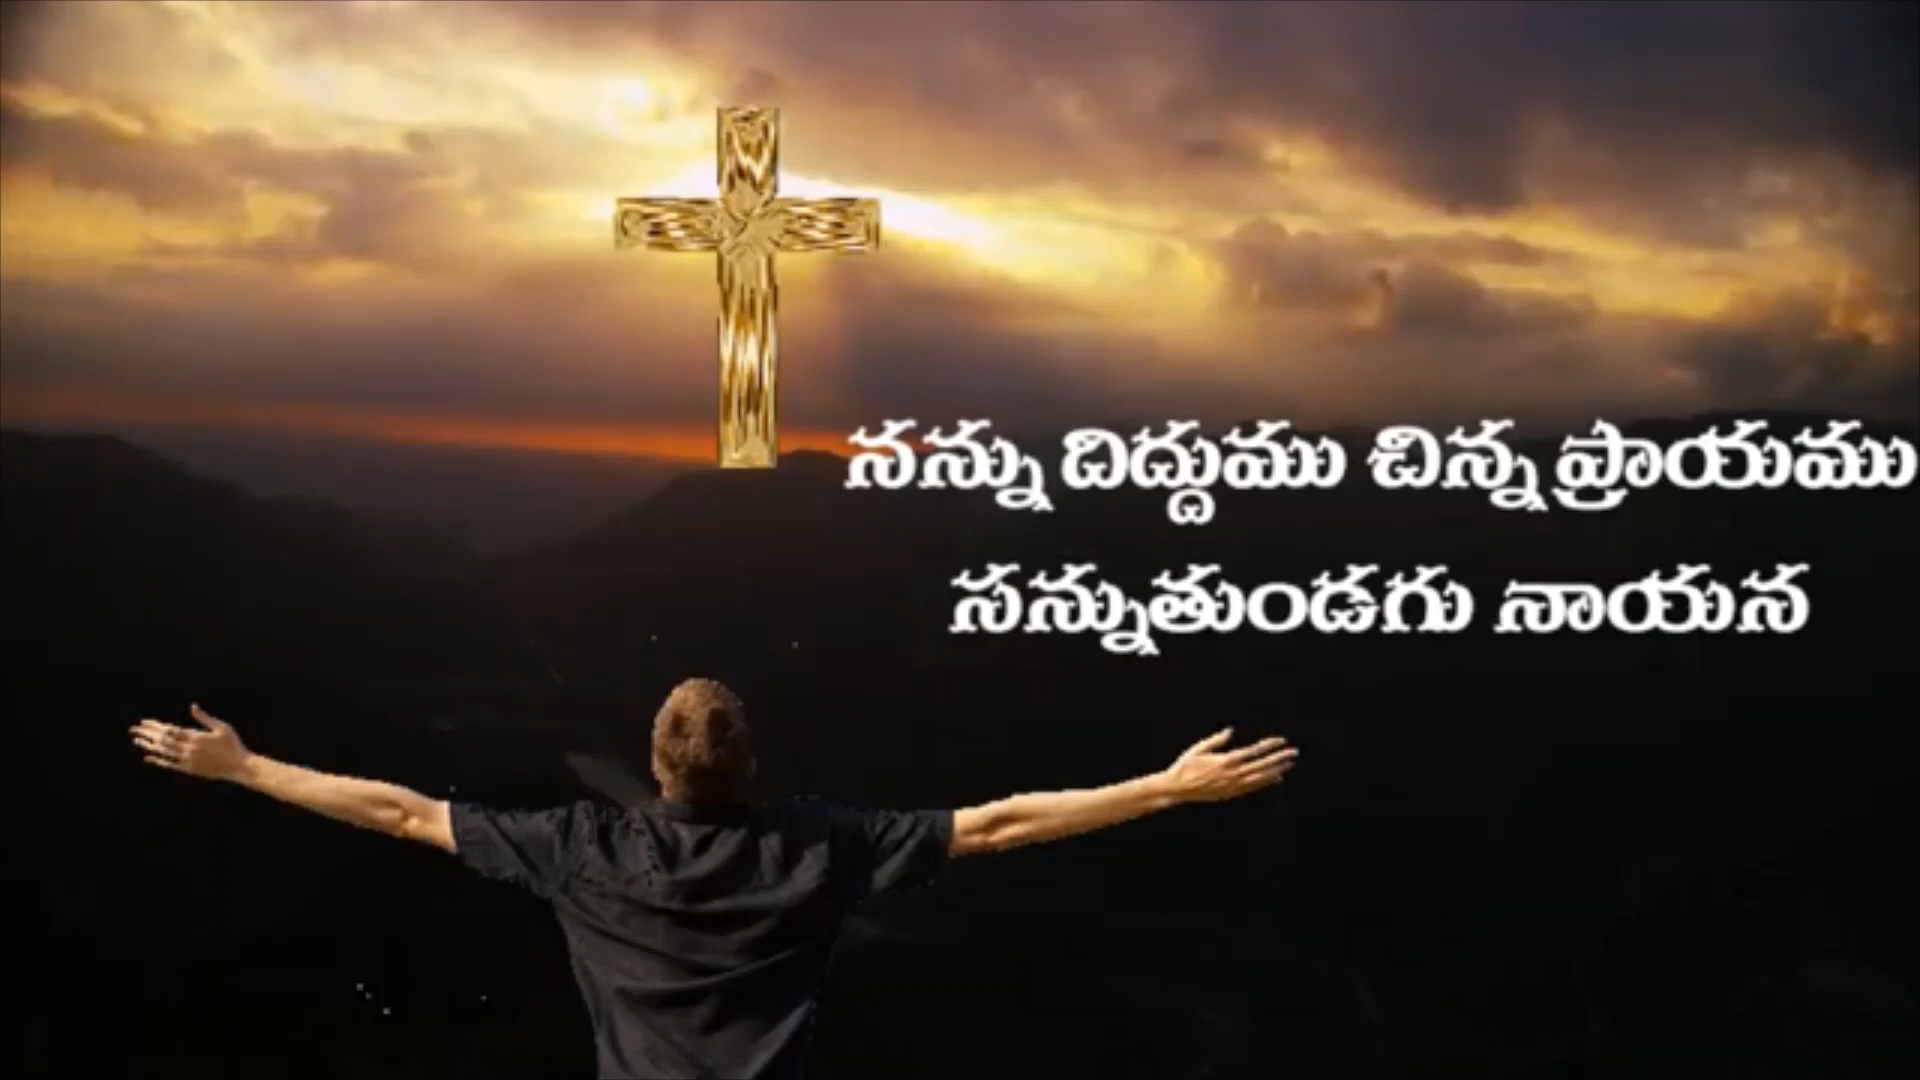 నన్ను దిద్దుము చిన్న ప్రాయము
సన్నుతుండగు నాయన